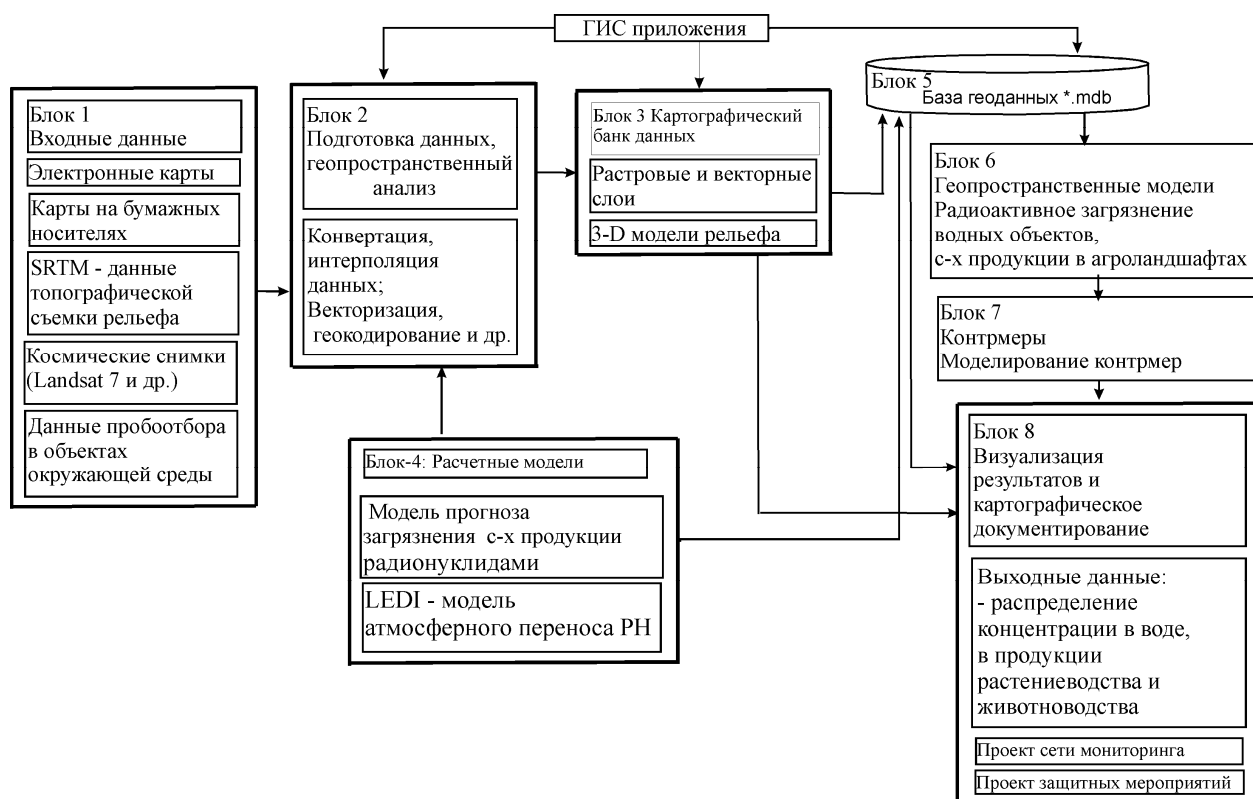 ГИС приложения
Блок 1
Входные данные
Электронные карты
Карты на бумажных
носителях
SRTM - данные
топографической
съемки рельефа
Космические снимки
(Landsat 7 и др.)
Данные пробоотбора
в объектах
окружающей среды
Блок 2
Подготовка данных,
геопространственный
анализ
Конвертация,
интерполяция
данных;
Векторизация,
геокодирование и др.
Блок 3 Картографический
банк данных
Растровые и векторные
слои
3-D модели рельефа
Блок-4: Расчетные модели
Модель прогноза
загрязнения с-х продукции
радионуклидами
LEDI - модель
атмосферного переноса РН
Блок 5
База геоданных *.mdb
Блок 6
Геопространственные модели
Радиоактивное загрязнение
водных объектов,
с-х продукции в агроландшафтах
Блок 7
Контрмеры
Моделирование контрмер
Блок 8
Визуализация
результатов и
картографическое
документирование
Выходные данные:
- распределение
концентрации в воде,
в продукции
растениеводства и
животноводства
Проект сети мониторинга
Проект защитных мероприятий